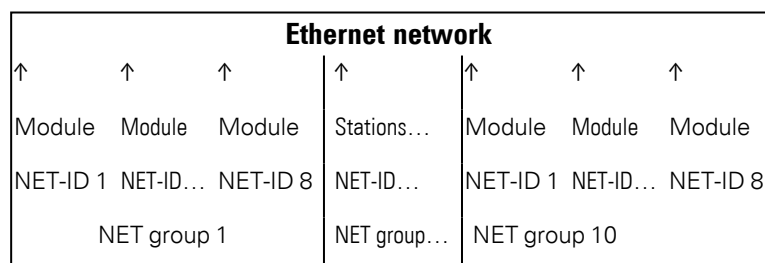 Ethernet network
↑ ↑ ↑ ↑ ↑ ↑ ↑
Module Module Module Stations... Module Module Module
NET-ID 1 NET-ID... NET-ID 8 NET-ID... NET-ID 1 NET-ID... NET-ID 8
NET group 1 NET group... NET group 10